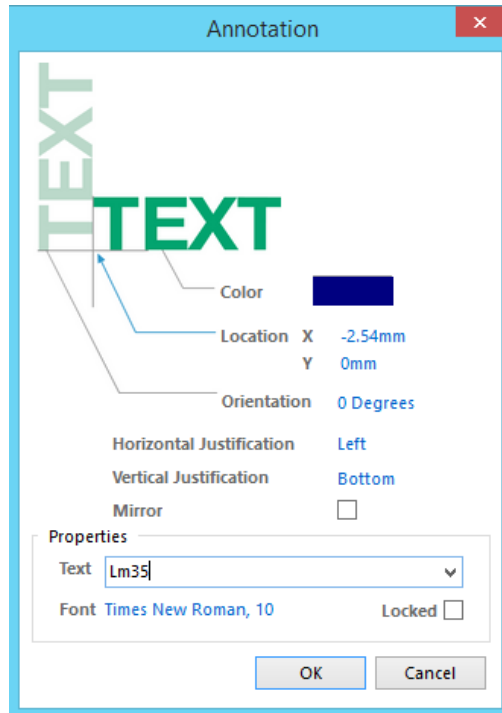 Annotation
TEXT
TEXT
Color
Location X -2.54mm
Y 0mm
Orientation 0 Degrees
Horizontal Justification Left
Vertical Justification Bottom
Mirror
Properties
Text Lm35
Font Times New Roman, 10 Locked
OK Cancel